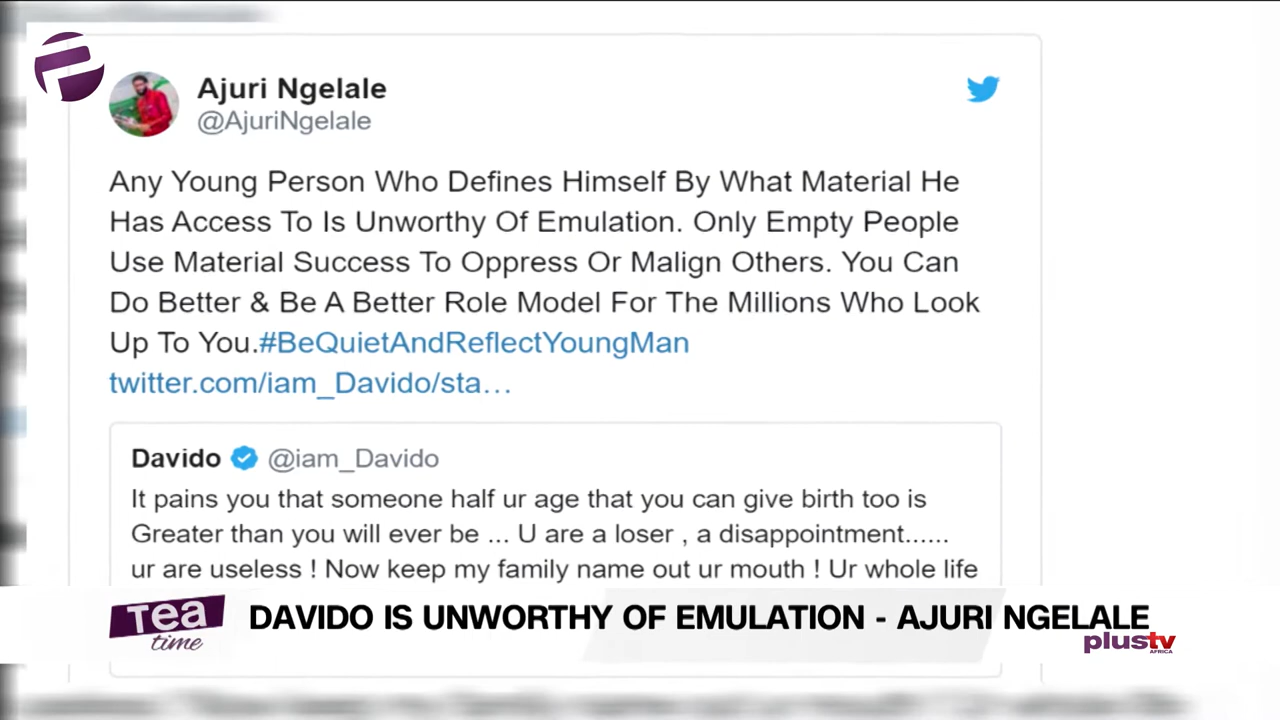 Ajuri Ngelale
@AjuriNgelale
Any Young Person Who Defines Himself By What Material He
Has Access To Is Unworthy Of Emulation. Only Empty People
Use Material Success To Oppress Or Malign Others. You Can
Do Better & Be A Better Role Model For The Millions Who Look
Up To You.#BeQuietAndReflectYoungMan
twitter.com/iam_Davido/sta…
Davido @iam_Davido
It pains you that someone half ur age that you can give birth too is
Greater than you will ever be ... U are a loser , a disappointment......
ur are useless ! Now keep my family name out ur mouth ! Ur whole life
Tea
time
DAVIDO IS UNWORTHY OF EMULATION - AJURI NGELALE
plustv
AFRICA